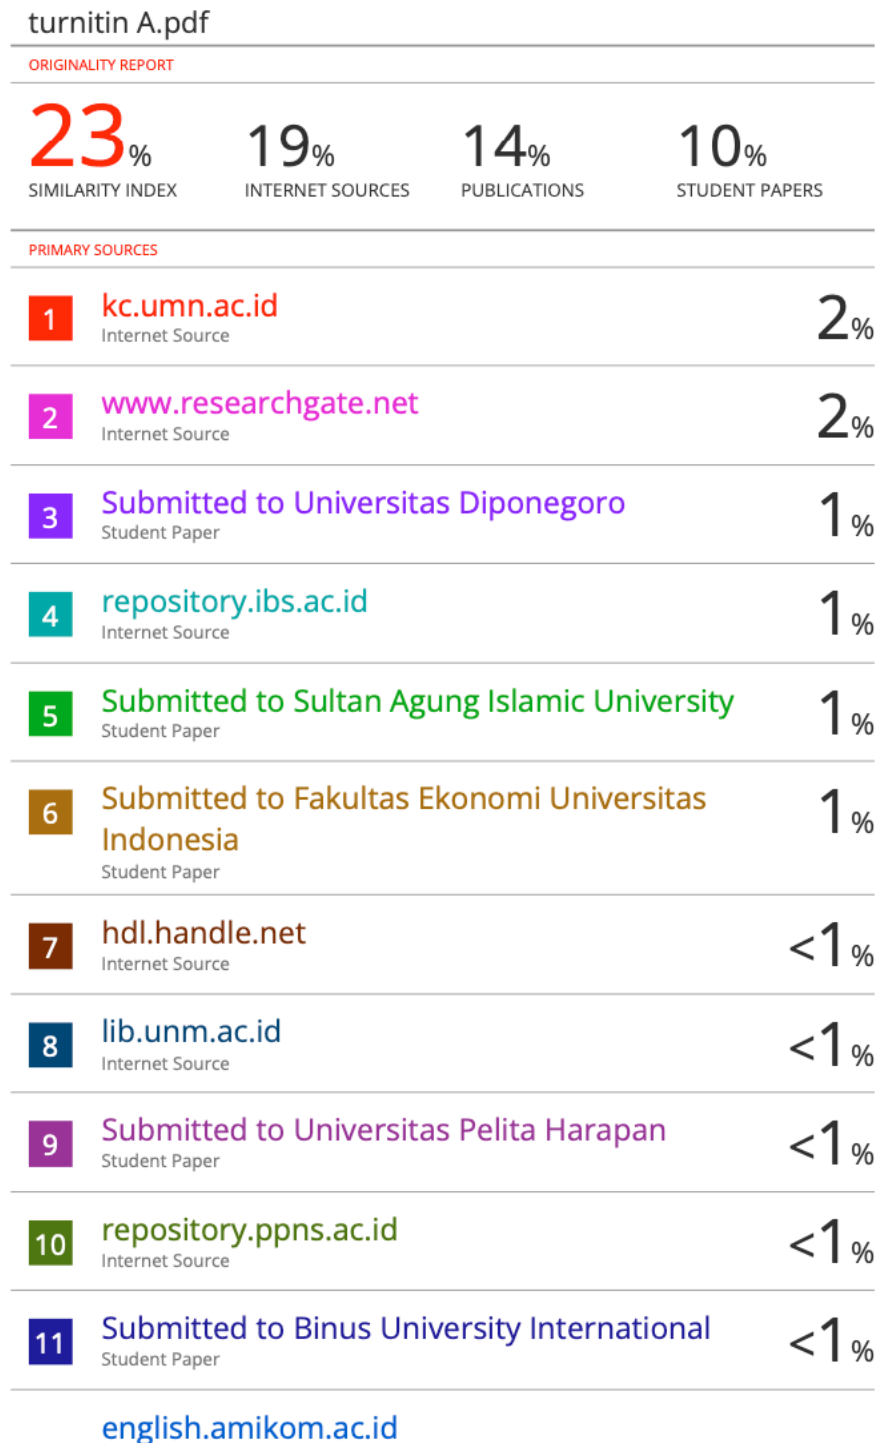 turnitin A.pdf
ORIGINALITY REPORT
23% 19% 14% 10%
SIMILARITY INDEX INTERNET SOURCES PUBLICATIONS STUDENT PAPERS
PRIMARY SOURCES
1 kc.umn.ac.id 2%
Internet Source
2 www.researchgate.net 2%
Internet Source
3 Submitted to Universitas Diponegoro 1%
Student Paper
4 repository.ibs.ac.id 1%
Internet Source
5 Submitted to Sultan Agung Islamic University 1%
Student Paper
6 Submitted to Fakultas Ekonomi Universitas 1%
Indonesia
Student Paper
7 hdl.handle.net <1%
Internet Source
8 lib.unm.ac.id <1%
Internet Source
9 Submitted to Universitas Pelita Harapan <1%
Student Paper
10 repository.ppns.ac.id <1%
Internet Source
11 Submitted to Binus University International <1%
Student Paper
english.amikom.ac.id